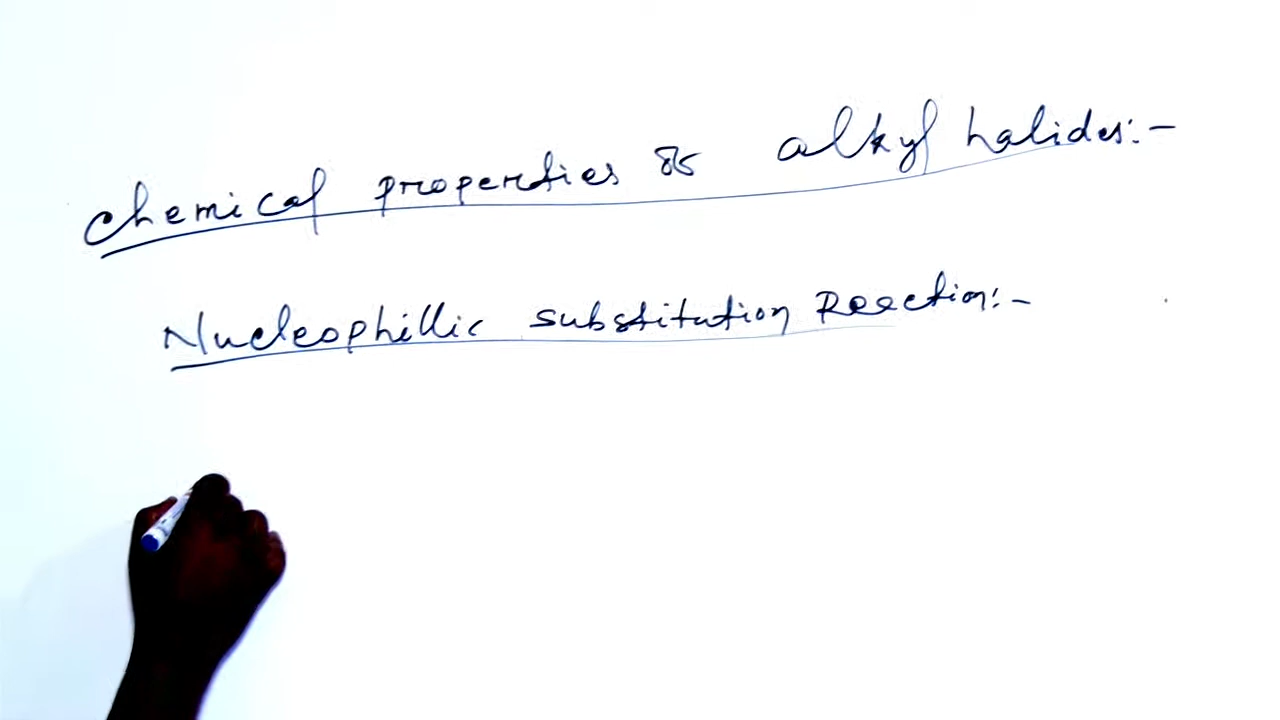 chemical properties of alkyl halides:-
Nucleophillic substitution Reaction:-